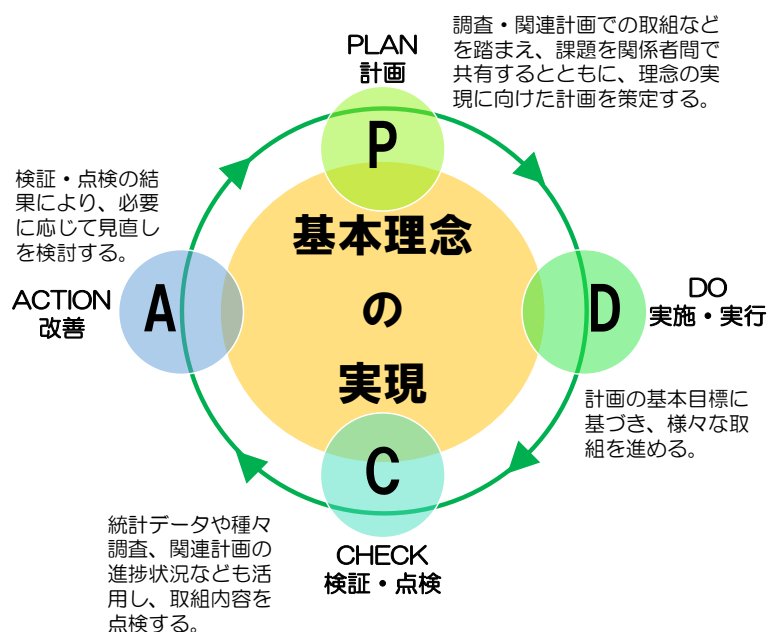 PLAN
計画
調査・関連計画での取組など
を踏まえ、課題を関係者間で
共有するとともに、理念の実
現に向けた計画を策定する。
P
検証・点検の結
果により、必要
に応じて見直し
を検討する。
基本理念
の
実現
ACTION
改善
A
D
DO
実施・実行
計画の基本目標に
基づき、様々な取
組を進める。
C
CHECK
検証・点検
統計データや種々
調査、関連計画の
進捗状況なども活
用し、取組内容を
点検する。